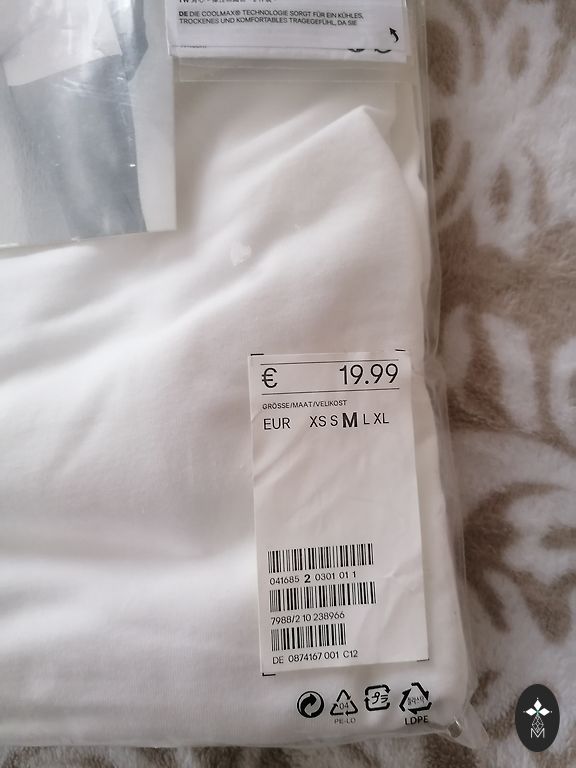 DE DIE COOLMAX® TECHNOLOGIE SORGT FÜR EIN KÜHLES,
TROCKENES UND KOMFORTABLES TRAGEGEFÜHL, DA SIE
€ 19.99
GRÖSSE/MAAT/VELIKOST
EUR XS S M L XL
041685 2 0301 01 1
7988/2 10 238966
DE 0874167 001 C12
04
PE-LD
LDPE
M